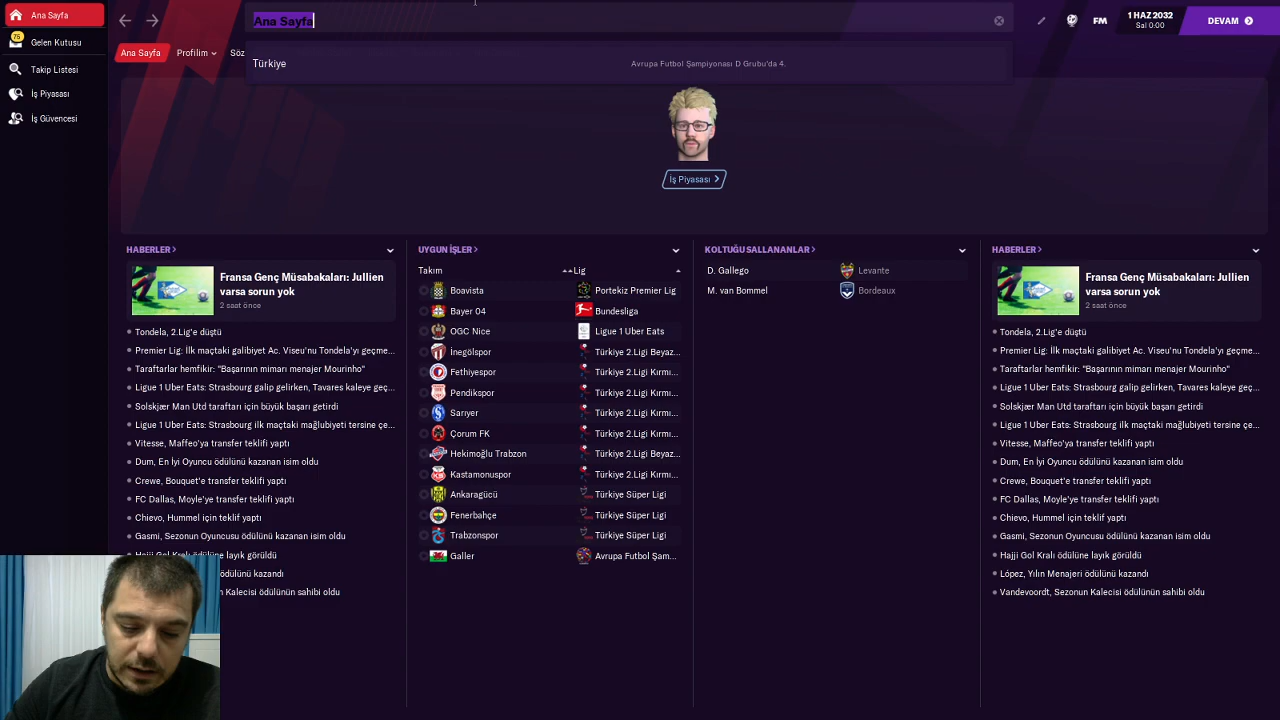 Ana Sayfa
75
Gelen Kutusu
Takip Listesi
İş Piyasası
İş Güvencesi
Ana Sayfa
FM
1 HAZ 2032
Sal 0:00
DEVAM
Ana Sayfa
Profilim
Söz
Türkiye
Avrupa Futbol Şampiyonası D Grubu'da 4.
İş Piyasası
HABERLER
Fransa Genç Müsabakaları: Jullien
varsa sorun yok
2 saat önce
Tondela, 2.Lig'e düştü
Premier Lig: İlk maçtaki galibiyet Ac. Viseu'nu Tondela'yı geçme...
Taraftarlar hemfikir: "Başarının mimarı menajer Mourinho"
Ligue 1 Uber Eats: Strasbourg galip gelirken, Tavares kaleye geç...
Solskjær Man Utd taraftarı için büyük başarı getirdi
Ligue 1 Uber Eats: Strasbourg ilk maçtaki mağlubiyeti tersine çe...
Vitesse, Maffeo'ya transfer teklifi yaptı
Dum, En İyi Oyuncu ödülünü kazanan isim oldu
Crewe, Bouquet'e transfer teklifi yaptı
FC Dallas, Moyle'ye transfer teklifi yaptı
Chievo, Hummel için teklif yaptı
Gasmi, Sezonun Oyuncusu ödülünü kazanan isim oldu
Hajji Gol Kralı ödülüne layık görüldü
ödülünü kazandı
n Kalecisi ödülünün sahibi oldu
UYGUN İŞLER
Takım Lig
Boavista Portekiz Premier Lig
Bayer 04 Bundesliga
OGC Nice Ligue 1 Uber Eats
İnegölspor Türkiye 2.Ligi Beyaz...
Fethiyespor Türkiye 2.Ligi Kırmı...
Pendikspor Türkiye 2.Ligi Kırmı...
Sarıyer Türkiye 2.Ligi Kırmı...
Çorum FK Türkiye 2.Ligi Kırmı...
Hekimoğlu Trabzon Türkiye 2.Ligi Beyaz...
Kastamonuspor Türkiye 2.Ligi Kırmı...
Ankaragücü Türkiye Süper Ligi
Fenerbahçe Türkiye Süper Ligi
Trabzonspor Türkiye Süper Ligi
Galler Avrupa Futbol Şam...
KOLTUĞU SALLANANLAR
D. Gallego Levante
M. van Bommel Bordeaux
HABERLER
Fransa Genç Müsabakaları: Jullien
varsa sorun yok
2 saat önce
Tondela, 2.Lig'e düştü
Premier Lig: İlk maçtaki galibiyet Ac. Viseu'nu Tondela'yı geçme...
Taraftarlar hemfikir: "Başarının mimarı menajer Mourinho"
Ligue 1 Uber Eats: Strasbourg galip gelirken, Tavares kaleye geç...
Solskjær Man Utd taraftarı için büyük başarı getirdi
Ligue 1 Uber Eats: Strasbourg ilk maçtaki mağlubiyeti tersine çe...
Vitesse, Maffeo'ya transfer teklifi yaptı
Dum, En İyi Oyuncu ödülünü kazanan isim oldu
Crewe, Bouquet'e transfer teklifi yaptı
FC Dallas, Moyle'ye transfer teklifi yaptı
Chievo, Hummel için teklif yaptı
Gasmi, Sezonun Oyuncusu ödülünü kazanan isim oldu
Hajji Gol Kralı ödülüne layık görüldü
López, Yılın Menajeri ödülünü kazandı
Vandevoordt, Sezonun Kalecisi ödülünün sahibi oldu